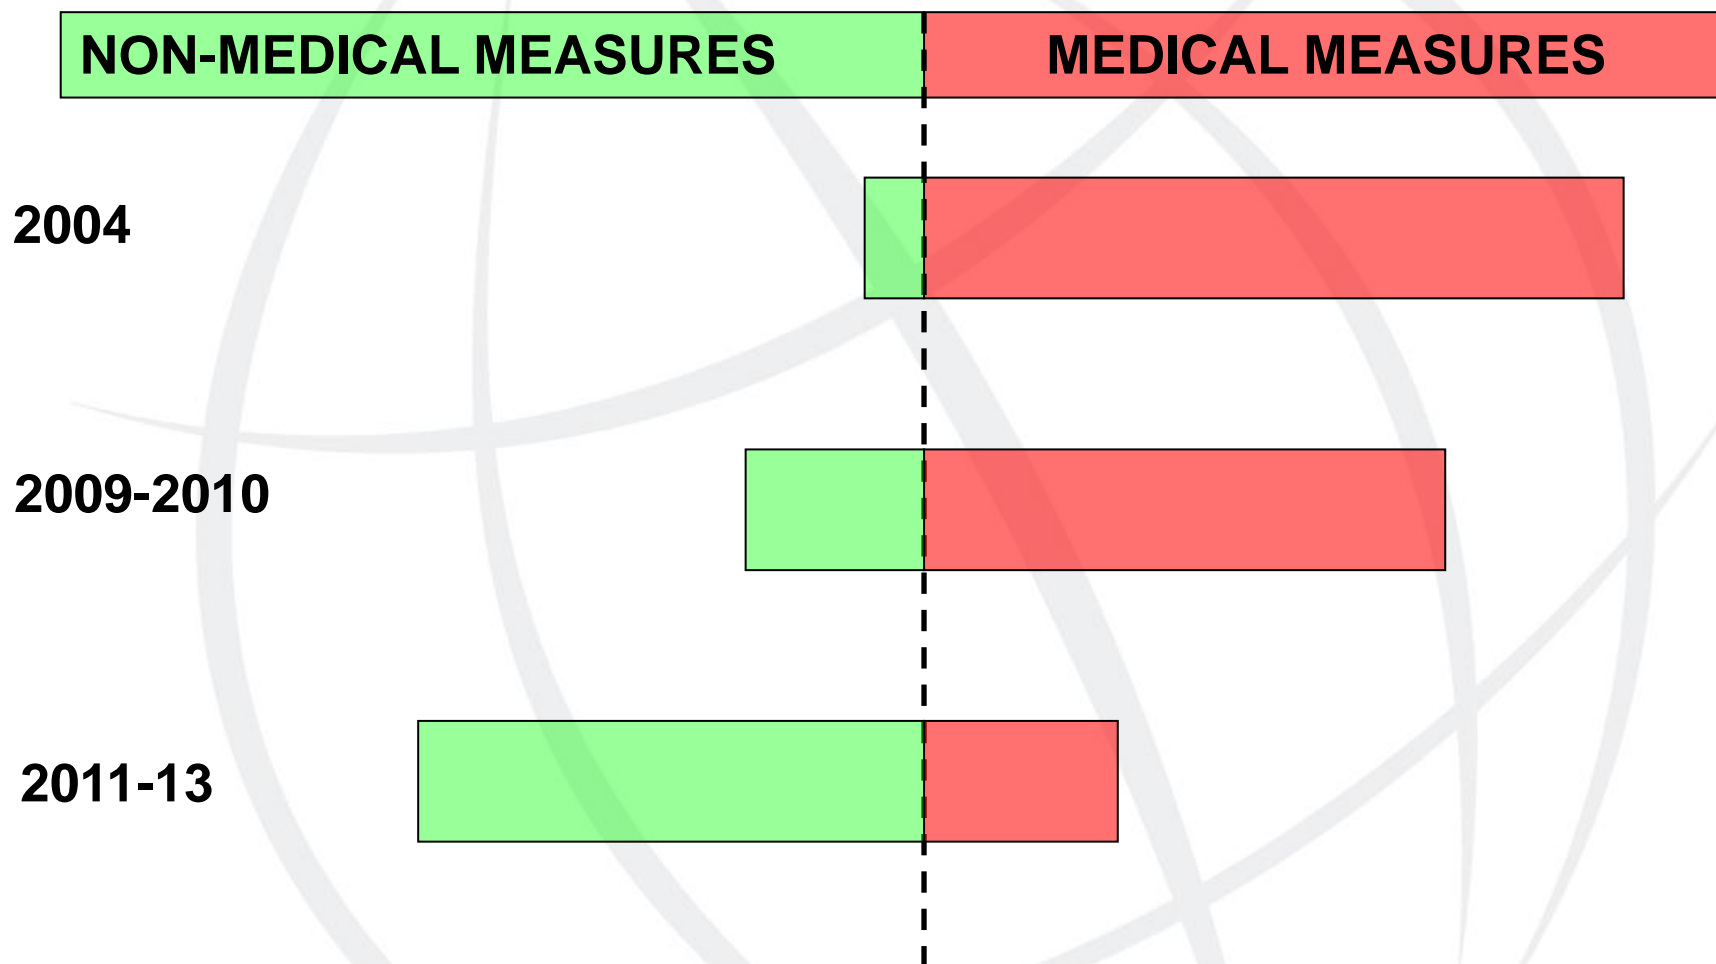 NON-MEDICAL MEASURES
MEDICAL MEASURES
2004
2009-2010
2011-13